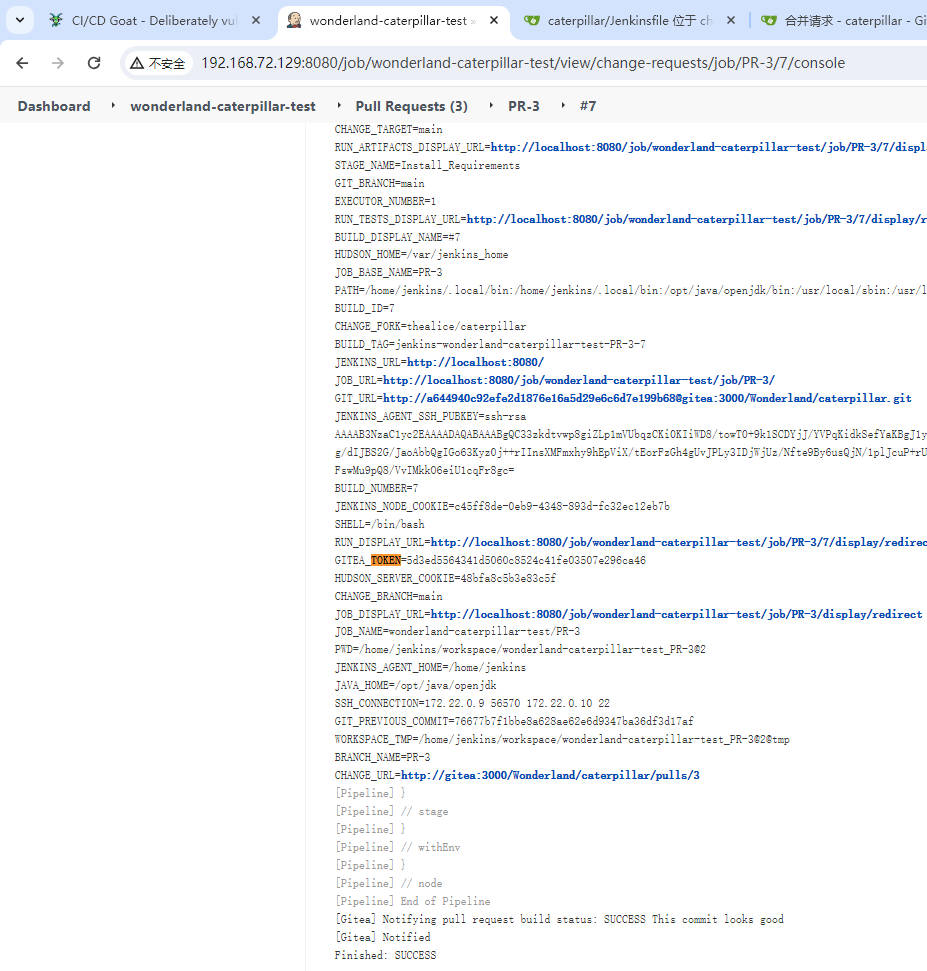 CI/CD Goat - Deliberately vul
wonderland-caterpillar-test »
caterpillar/Jenkinsfile 位于 ch
合并请求 - caterpillar - Gi
不安全
192.168.72.129:8080/job/wonderland-caterpillar-test/view/change-requests/job/PR-3/7/console
Dashboard
wonderland-caterpillar-test
Pull Requests (3)
PR-3
#7
CHANGE_TARGET=main
RUN_ARTIFACTS_DISPLAY_URL=http://localhost:8080/job/wonderland-caterpillar-test/job/PR-3/7/displ
STAGE_NAME=Install_Requirements
GIT_BRANCH=main
EXECUTOR_NUMBER=1
RUN_TESTS_DISPLAY_URL=http://localhost:8080/job/wonderland-caterpillar-test/job/PR-3/7/display/r
BUILD_DISPLAY_NAME=#7
HUDSON_HOME=/var/jenkins_home
JOB_BASE_NAME=PR-3
PATH=/home/jenkins/.local/bin:/home/jenkins/.local/bin:/opt/java/openjdk/bin:/usr/local/sbin:/usr/l
BUILD_ID=7
CHANGE_FORK=thealice/caterpillar
BUILD_TAG=jenkins-wonderland-caterpillar-test-PR-3-7
JENKINS_URL=http://localhost:8080/
JOB_URL=http://localhost:8080/job/wonderland-caterpillar-test/job/PR-3/
GIT_URL=http://a644940c92efe2d1876e16a5d29e6c6d7e199b68@gitea:3000/Wonderland/caterpillar.git
JENKINS_AGENT_SSH_PUBKEY=ssh-rsa
AAAAB3NzaC1yc2EAAAADAQABAAABgQC33zkdtvwp8giZLp1mVUbqzCKiOKIiWD8/towT0+9k1SCDYjJ/YVPqKidkSefYaKBgJ1y
g/dIJBS2G/JaoAbbQgIGo63Kyz0j++rIInsXMFmxhy9hEpViX/tEorFzGh4gUvJPLy3IDjWjUz/Nfte9By6usQjN/1plJcuP+rU
FswMu9pQ8/VvIMkk06eiU1cqFr8gc=
BUILD_NUMBER=7
JENKINS_NODE_COOKIE=c45ff8de-0eb9-4348-893d-fc32ec12eb7b
SHELL=/bin/bash
RUN_DISPLAY_URL=http://localhost:8080/job/wonderland-caterpillar-test/job/PR-3/7/display/redirec
GITEA_TOKEN=5d3ed5564341d5060c8524c41fe03507e296ca46
HUDSON_SERVER_COOKIE=48bfa8c5b3e83c5f
CHANGE_BRANCH=main
JOB_DISPLAY_URL=http://localhost:8080/job/wonderland-caterpillar-test/job/PR-3/display/redirect
JOB_NAME=wonderland-caterpillar-test/PR-3
PWD=/home/jenkins/workspace/wonderland-caterpillar-test_PR-3@2
JENKINS_AGENT_HOME=/home/jenkins
JAVA_HOME=/opt/java/openjdk
SSH_CONNECTION=172.22.0.9 56570 172.22.0.10 22
GIT_PREVIOUS_COMMIT=76677b7f1bbe8a628ae62e6d9347ba36df3d17af
WORKSPACE_TMP=/home/jenkins/workspace/wonderland-caterpillar-test_PR-3@2@tmp
BRANCH_NAME=PR-3
CHANGE_URL=http://gitea:3000/Wonderland/caterpillar/pulls/3
[Pipeline] }
[Pipeline] // stage
[Pipeline] }
[Pipeline] // withEnv
[Pipeline] }
[Pipeline] // node
[Pipeline] End of Pipeline
[Gitea] Notifying pull request build status: SUCCESS This commit looks good
[Gitea] Notified
Finished: SUCCESS